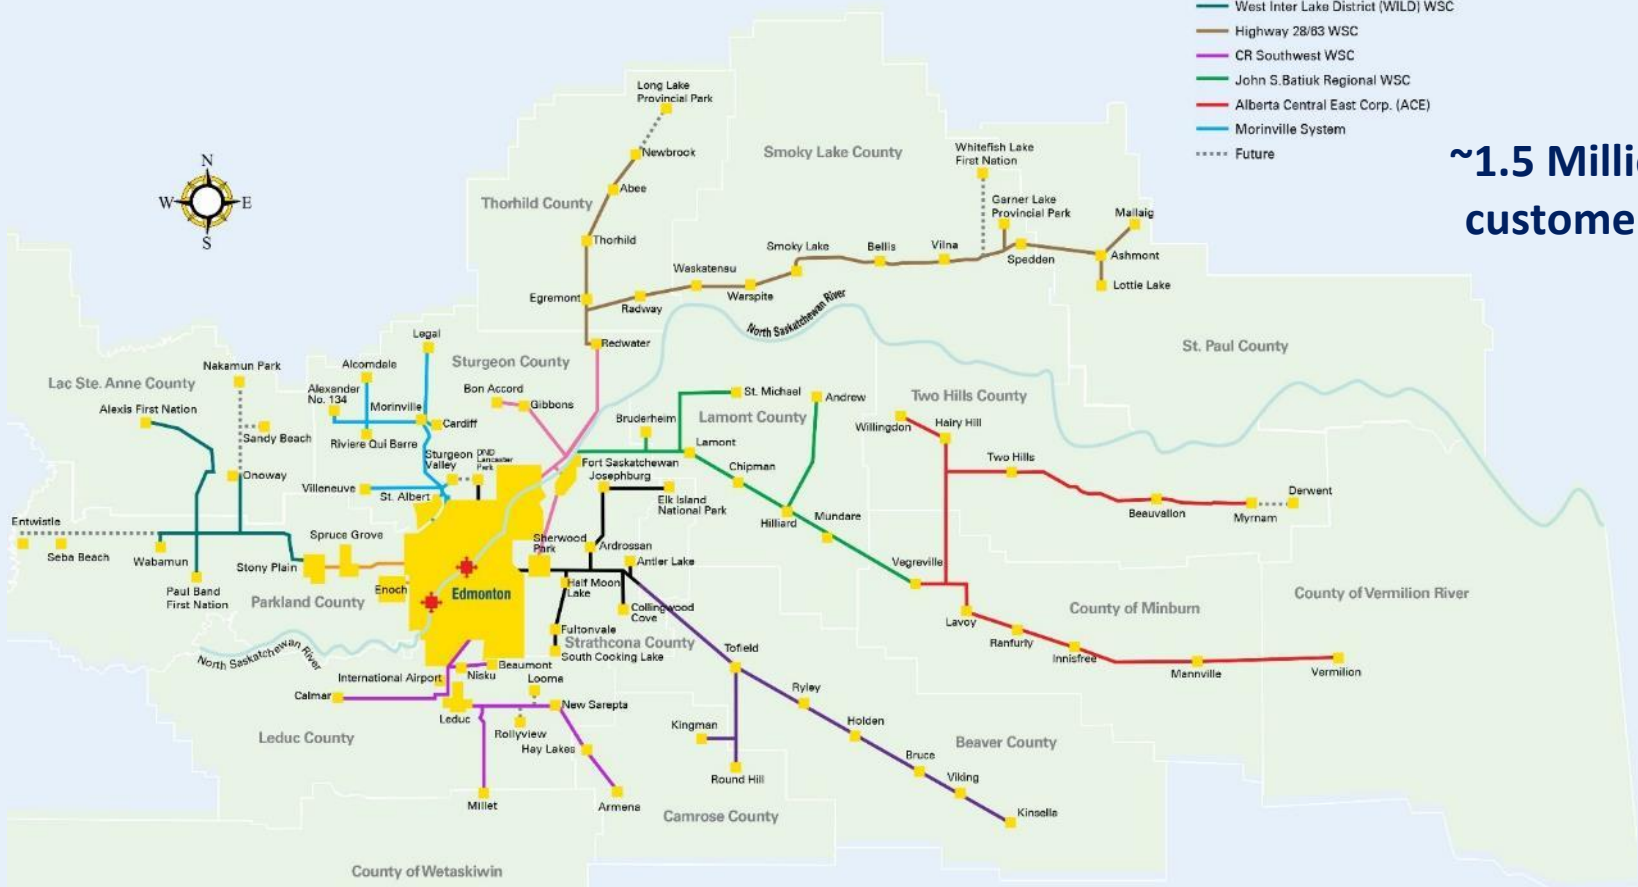 West Inter Lake District (WILD) WSC
Highway 28/63 WSC
CR Southwest WSC
John S.Batiuk Regional WSC
Alberta Central East Corp. (ACE)
Morinville System
Future
~1.5
N
W
E
S
Long Lake
Provincial Park
Newbrook
Abee
Thorhild County
Thorhild
Egremont
Radway
Waskatenau
Warspite
Smoky Lake County
Smoky Lake
Bellis
Vilna
Whitefish Lake
First Nation
Garner Lake
Provincial Park
Spedden
Mallaig
Ashmont
Lottie Lake
North Saskatchewan River
Redwater
St. Paul County
Legal
Sturgeon County
Nakamun Park
Alcomdale
Lac Ste. Anne County
Alexander
No. 134
Morinville
Bon Accord
Gibbons
Alexis First Nation
Cardiff
Sandy Beach
Riviere Qui Barre
Sturgeon
Valley
DND
Lancaster
Park
Onoway
Villeneuve
St. Albert
Bruderheim
St. Michael
Andrew
Lamont County
Lamont
Two Hills County
Willingdon
Hairy Hill
Two Hills
Fort Saskatchewan
Josephburg
Chipman
Elk Island
National Park
Hilliard
Mundare
Beauvallon
Myrnam
Derwent
Entwistle
Seba Beach
Wabamun
Spruce Grove
Stony Plain
Paul Band
First Nation
Parkland County
Enoch
Edmonton
Sherwood
Park
Ardrossan
Antler Lake
Half Moon
Lake
Collingwood
Cove
Vegreville
Lavoy
County of Minburn
County of Vermilion River
Ranfurly
Innisfree
Mannville
Vermilion
Fultonvale
Strathcona County
South Cooking Lake
Tofield
North Saskatchewan River
International Airport
Nisku
Beaumont
Looma
Calmar
Leduc
New Sarepta
Rollyview
Hay Lakes
Leduc County
Kingman
Ryley
Holden
Beaver County
Bruce
Viking
Round Hill
Kinsella
Millet
Armena
Camrose County
County of Wetaskiwin